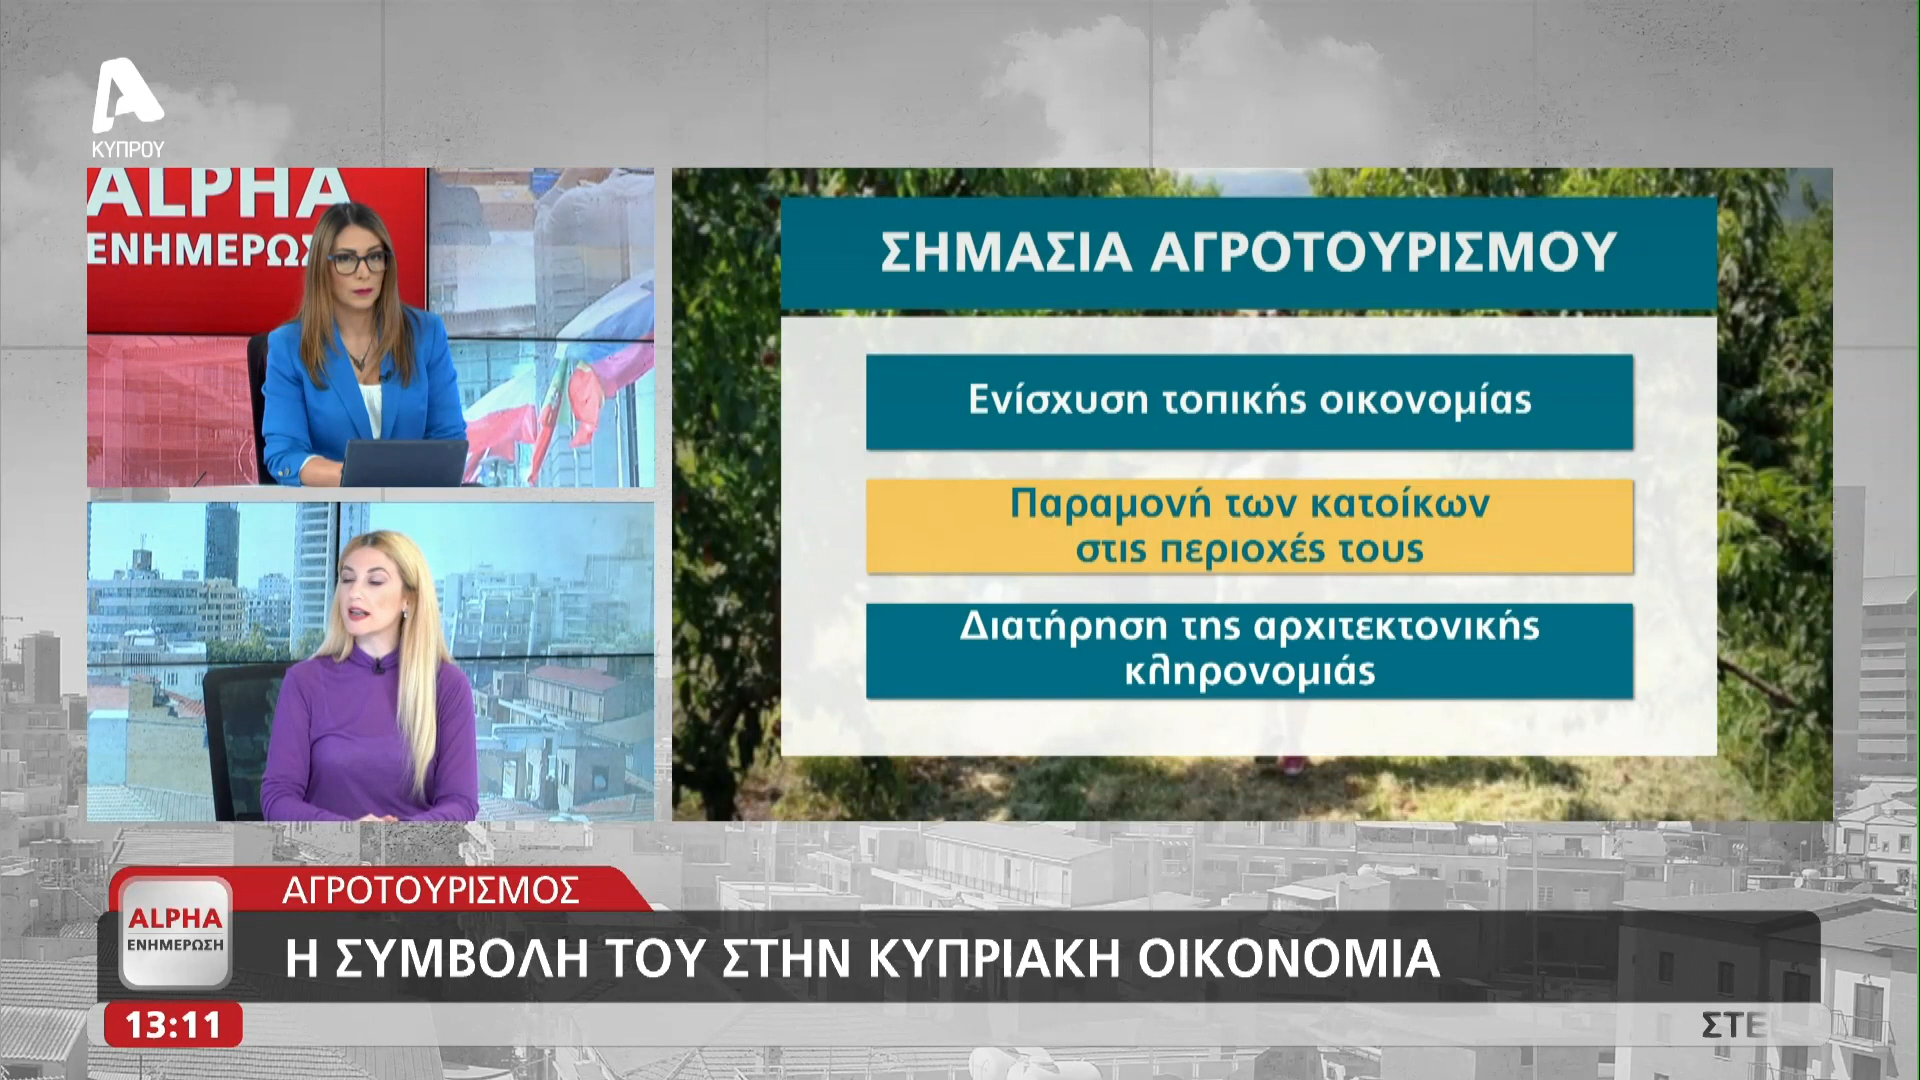 ΚΥΠΡΟΥ
ALPHA
ΕΝΗΜΕΡΩΣ
ΣΗΜΑΣΙΑ ΑΓΡΟΤΟΥΡΙΣΜΟΥ
Ενίσχυση τοπικής οικονομίας
Παραμονή των κατοίκων
στις περιοχές τους
Διατήρηση της αρχιτεκτονικής
κληρονομιάς
ΑΓΡΟΤΟΥΡΙΣΜΟΣ
ALPHA
ΕΝΗΜΕΡΩΣΗ
Η ΣΥΜΒΟΛΗ ΤΟΥ ΣΤΗΝ ΚΥΠΡΙΑΚΗ ΟΙΚΟΝΟΜΙΑ
13:11
ΣΤΕ